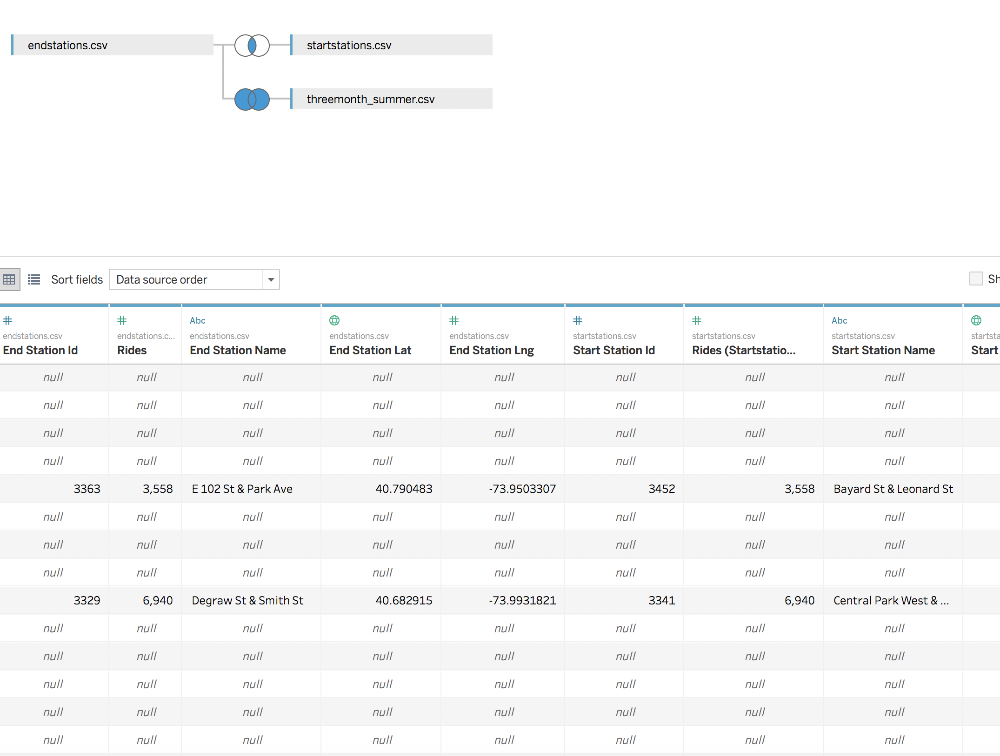 endstations.csv
startstations.csv
threemonth_summer.csv
Sort fields Data source order Sh
# # Abc # # # Abc
endstations.csv endstations.c... endstations.csv endstations.csv endstations.csv startstations.csv startstations.csv startstations.csv startsta
End Station Id Rides End Station Name End Station Lat End Station Lng Start Station Id Rides (Startstatio... Start Station Name Start
null null null null null null null null
null null null null null null null null
null null null null null null null null
null null null null null null null null
3363 3,558 E 102 St & Park Ave 40.790483 -73.9503307 3452 3,558 Bayard St & Leonard St
null null null null null null null null
null null null null null null null null
null null null null null null null null
3329 6,940 Degraw St & Smith St 40.682915 -73.9931821 3341 6,940 Central Park West & ...
null null null null null null null null
null null null null null null null null
null null null null null null null null
null null null null null null null null
null null null null null null null null